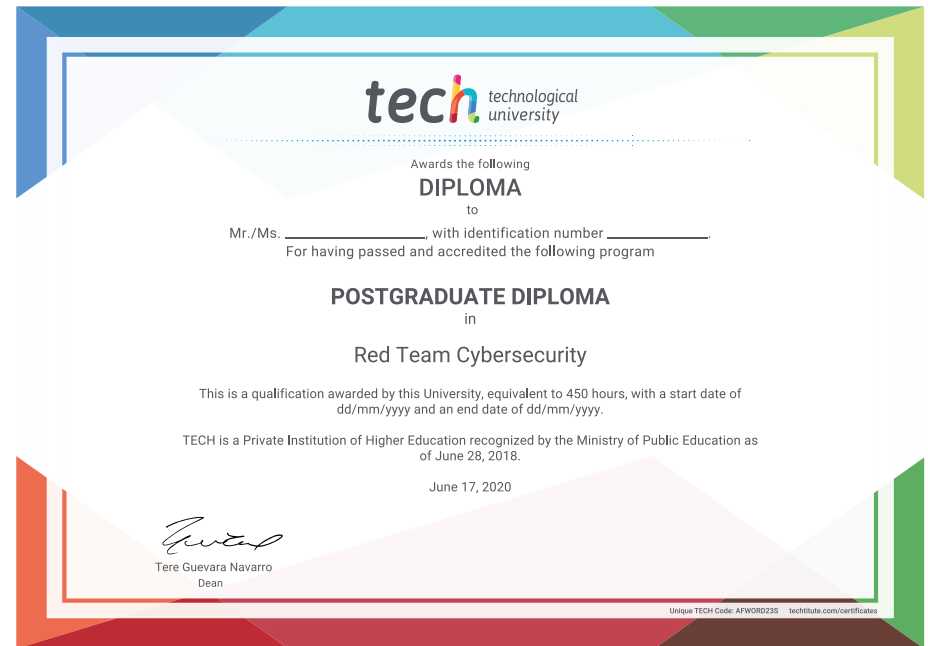 tech technological
university
Awards the following
DIPLOMA
to
Mr./Ms. ____________________, with identification number ______________.
For having passed and accredited the following program
POSTGRADUATE DIPLOMA
in
Red Team Cybersecurity
This is a qualification awarded by this University, equivalent to 450 hours, with a start date of
dd/mm/yyyy and an end date of dd/mm/yyyy.
TECH is a Private Institution of Higher Education recognized by the Ministry of Public Education as
of June 28, 2018.
June 17, 2020
Tere Guevara Navarro
Dean
Unique TECH Code: AFWORD23S techtitute.com/certificates